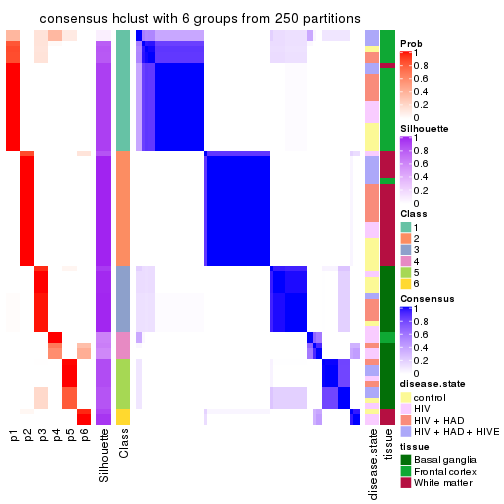 consensus hclust with 6 groups from 250 partitions
Prob
1
0.8
0.6
0.4
0.2
0
Silhouette
1
0.8
0.6
0.4
0.2
0
Class
1
2
3
4
5
6
Consensus
1
0.8
0.6
0.4
0.2
0
disease.state
control
HIV
HIV + HAD
HIV + HAD + HIVE
tissue
Basal ganglia
Frontal cortex
White matter
p1
p2
p3
p4
p5
p6
Silhouette
Class
disease.state
tissue